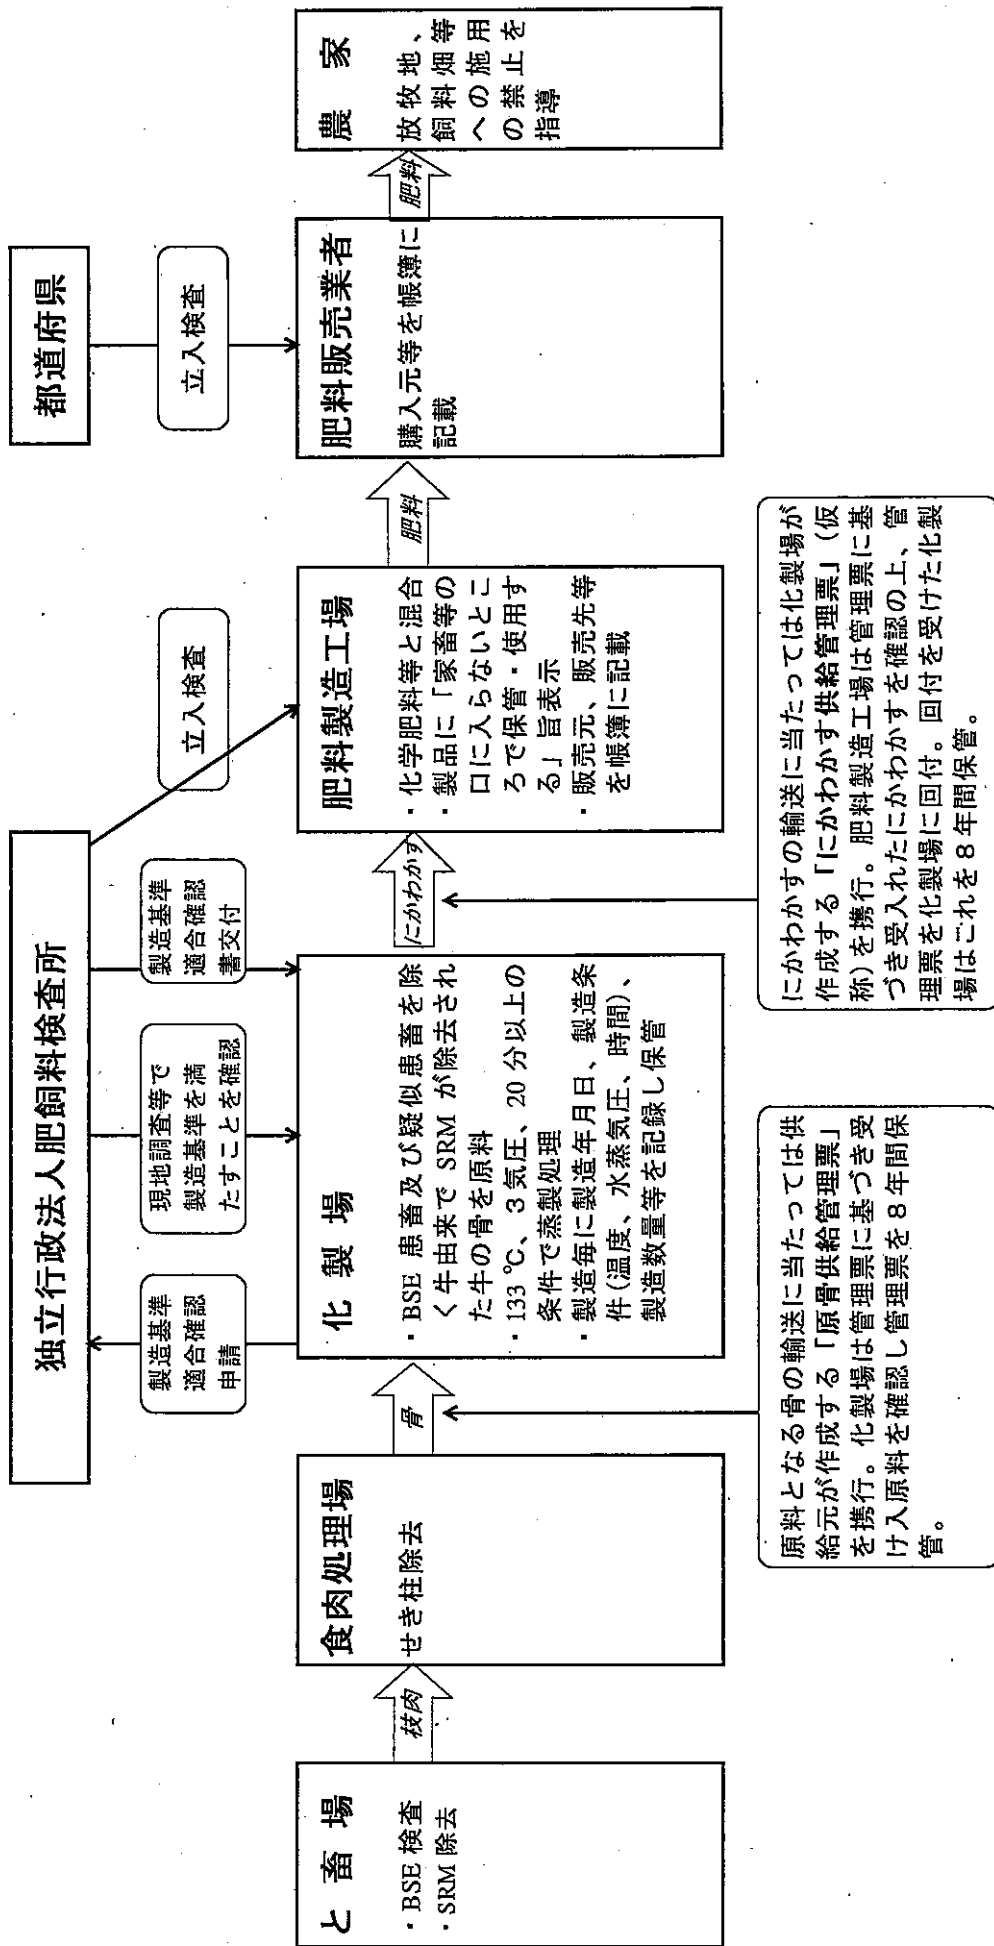 独立行政法人肥飼料検査所
都道府県
製造基準
適合確認
申請
現地調査等で
製造基準を満
たすことを確認
製造基準
適合確認
書交付
立入検査
立入検査
と畜場
・BSE 検査
・SRM 除去
枝肉
食肉処理場
せき柱除去
骨
化製場
・BSE 患畜及び疑似患畜を除
く牛由来で SRM が除去され
た牛の骨を原料
・133℃、3気圧、20分以上の
条件で蒸製処理
・製造毎に製造年月日、製造条
件(温度、水蒸気圧、時間)、
製造数量等を記録し保管
にかわかす
肥料製造工場
・化学肥料等と混合
・製品に「家畜等の
口に入らないとこ
ろで保管・使用す
る」旨表示
・販売元、販売先等
を帳簿に記載
肥料
肥料販売業者
購入元等を帳簿に
記載
肥料
農家
放牧地、
飼料畑等
への施用
の禁止を
指導
原料となる骨の輸送に当たっては供
給元が作成する「原骨供給管理票」
を携行。化製場は管理票に基づき受
け入原料を確認し管理票を8年間保
管。
にかわかすの輸送に当たっては化製場が
作成する「にかわかす供給管理票」(仮
称)を携行。肥料製造工場は管理票に基
づき受入れたにかわかすを確認の上、管
理票を化製場に回付。回付を受けた化製
場はこれを8年間保管。